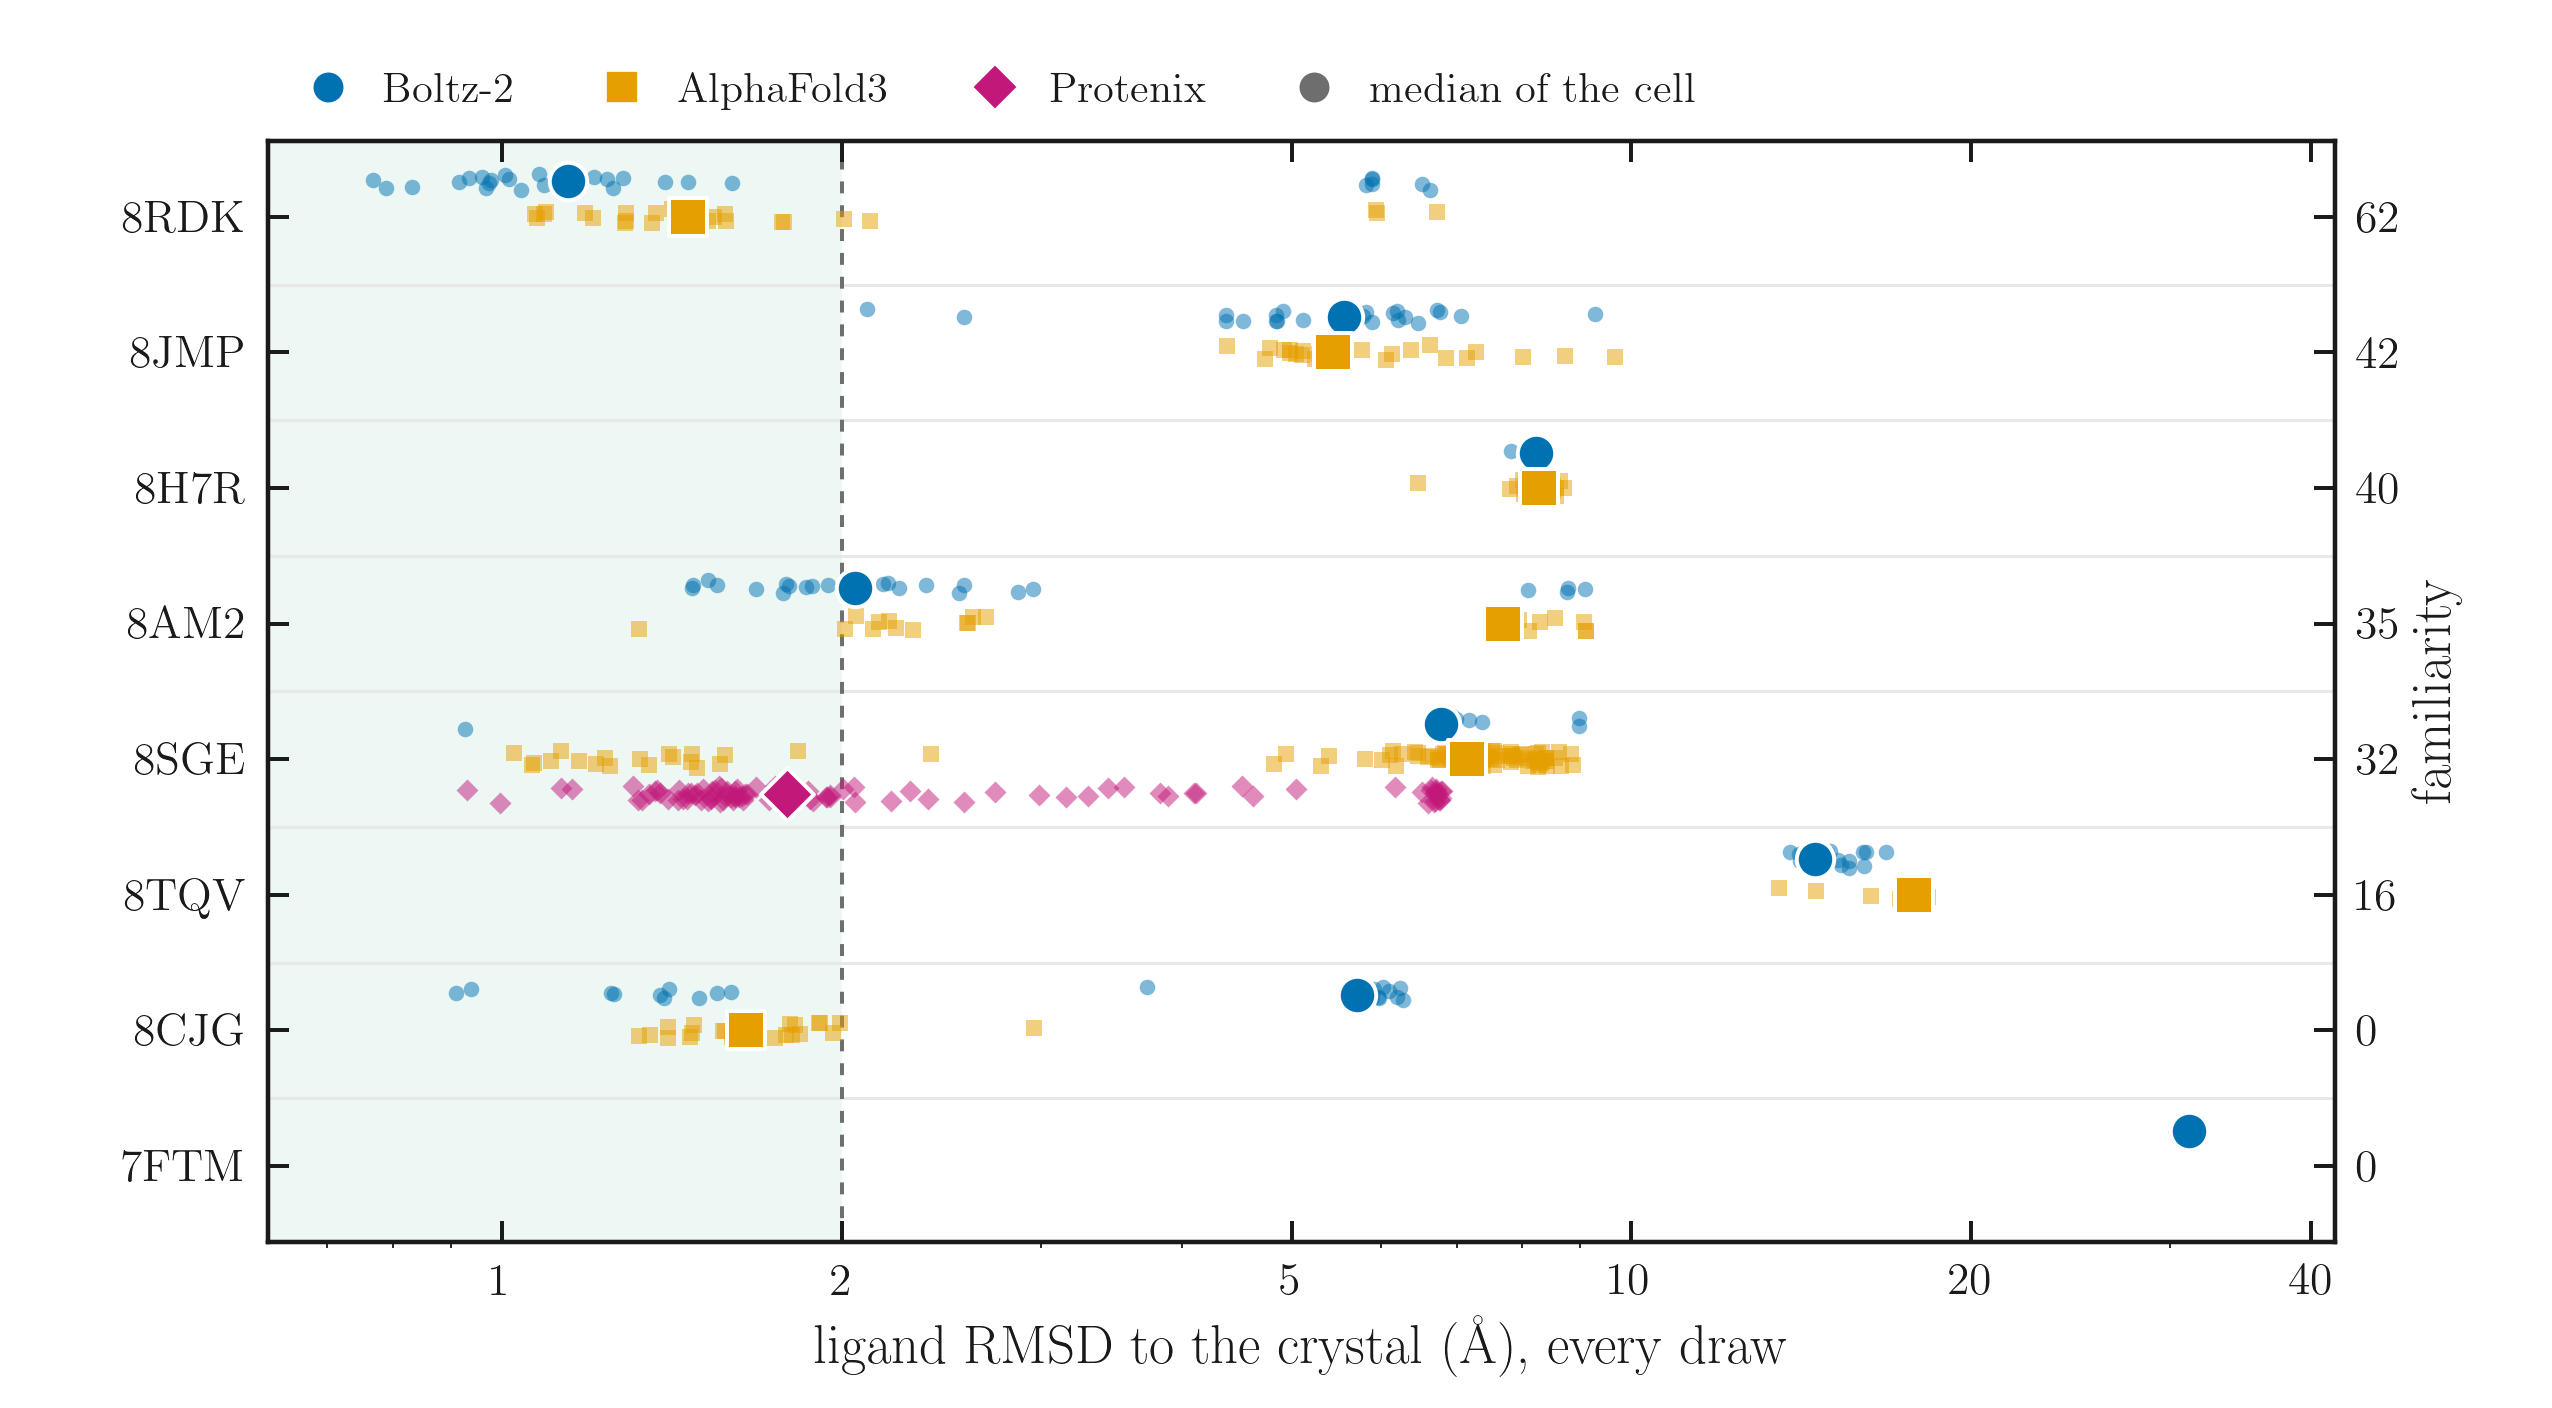 Boltz-2 AlphaFold3 Protenix median of the cell
8RDK 62
8JMP 42
8H7R 40
8AM2 35
8SGE 32
8TQV 16
8CJG 0
7FTM 0
familiarity
1 2 5 10 20 40
ligand RMSD to the crystal (Å), every draw